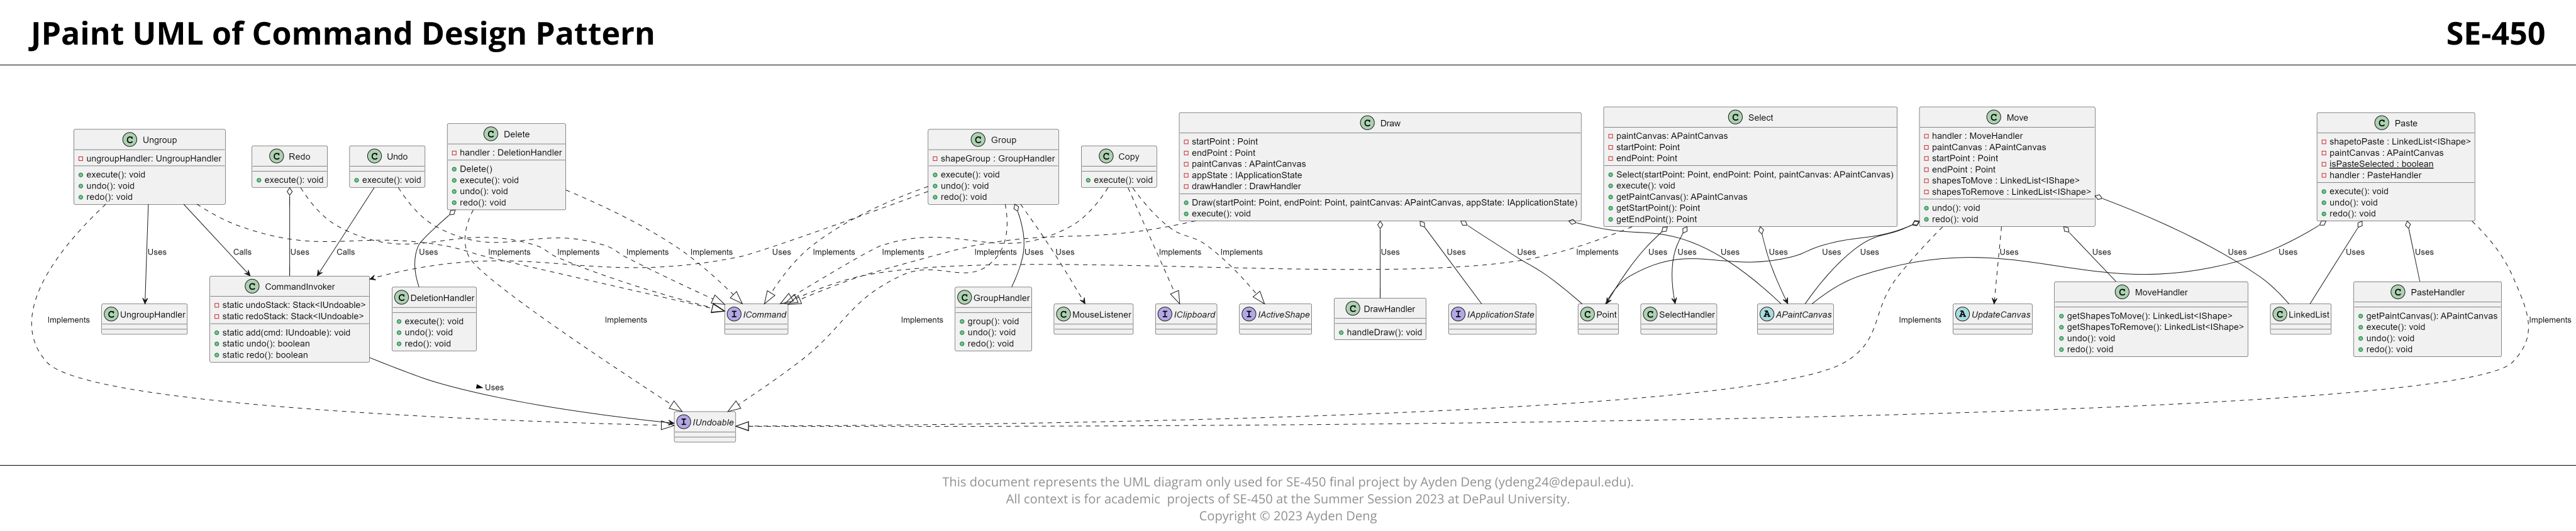 JPaint UML of Command Design Pattern
SE-450
C Ungroup
ungroupHandler: UngroupHandler
execute(): void
undo(): void
redo(): void
C Redo
execute(): void
C Undo
execute(): void
C Delete
handler : DeletionHandler
Delete()
execute(): void
undo(): void
redo(): void
C Group
shapeGroup : GroupHandler
execute(): void
undo(): void
redo(): void
C Copy
execute(): void
C Draw
startPoint : Point
endPoint : Point
paintCanvas : APaintCanvas
appState : IApplicationState
drawHandler : DrawHandler
Draw(startPoint: Point, endPoint: Point, paintCanvas: APaintCanvas, appState: IApplicationState)
execute(): void
C Select
paintCanvas: APaintCanvas
startPoint: Point
endPoint: Point
Select(startPoint: Point, endPoint: Point, paintCanvas: APaintCanvas)
execute(): void
getPaintCanvas(): APaintCanvas
getStartPoint(): Point
getEndPoint(): Point
C Move
handler : MoveHandler
paintCanvas : APaintCanvas
startPoint : Point
endPoint : Point
shapesToMove : LinkedList<IShape>
shapesToRemove : LinkedList<IShape>
undo(): void
redo(): void
C Paste
shapetoPaste : LinkedList<IShape>
paintCanvas : APaintCanvas
isPasteSelected : boolean
handler : PasteHandler
execute(): void
undo(): void
redo(): void
Uses
Calls
Uses
Calls
Implements
Uses
Implements
Implements
Implements
Uses
Implements
Implements
Uses
Uses
Implements
Implements
Uses
Uses
Uses
Implements
Uses
Uses
Uses
Uses
Uses
Uses
Uses
Uses
Uses
Uses
Uses
Uses
C UngroupHandler
C CommandInvoker
static undoStack: Stack<IUndoable>
static redoStack: Stack<IUndoable>
static add(cmd: IUndoable): void
static undo(): boolean
static redo(): boolean
C DeletionHandler
execute(): void
undo(): void
redo(): void
I ICommand
C GroupHandler
group(): void
undo(): void
redo(): void
C MouseListener
I IClipboard
I IActiveShape
C DrawHandler
handleDraw(): void
I IApplicationState
C Point
C SelectHandler
A APaintCanvas
A UpdateCanvas
C MoveHandler
getShapesToMove(): LinkedList<IShape>
getShapesToRemove(): LinkedList<IShape>
undo(): void
redo(): void
C LinkedList
C PasteHandler
getPaintCanvas(): APaintCanvas
execute(): void
undo(): void
redo(): void
Implements
Implements
Implements
Implements
Implements
Uses
I IUndoable
This document represents the UML diagram only used for SE-450 final project by Ayden Deng (ydeng24@depaul.edu).
All context is for academic projects of SE-450 at the Summer Session 2023 at DePaul University.
Copyright © 2023 Ayden Deng